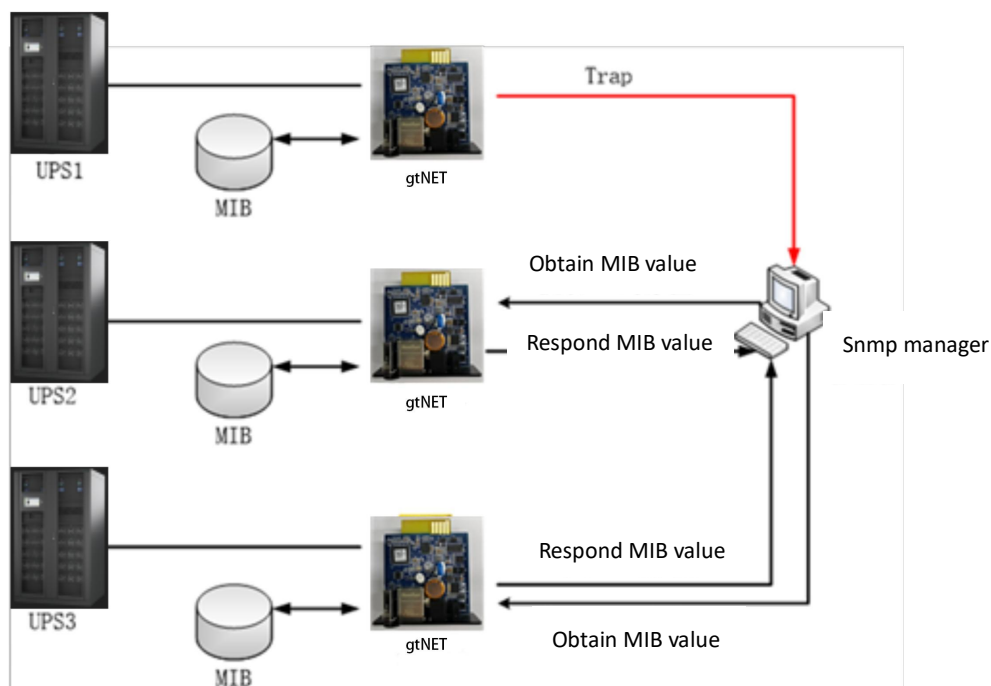 Trap
UPS1
gtNET
MIB
Obtain MIB value
Respond MIB value
Snmp manager
UPS2
gtNET
MIB
Respond MIB value
UPS3
Obtain MIB value
gtNET
MIB